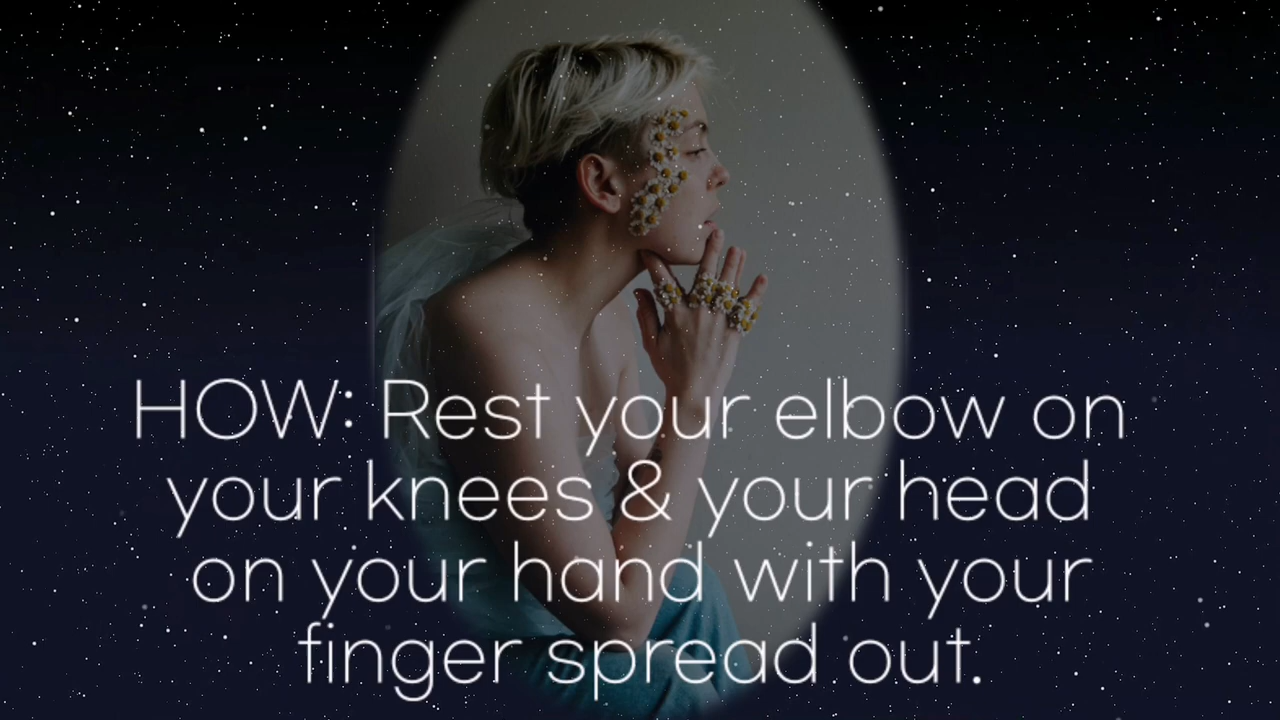 HOW: Rest your elbow on
your knees & your head
on your hand with your
finger spread out.